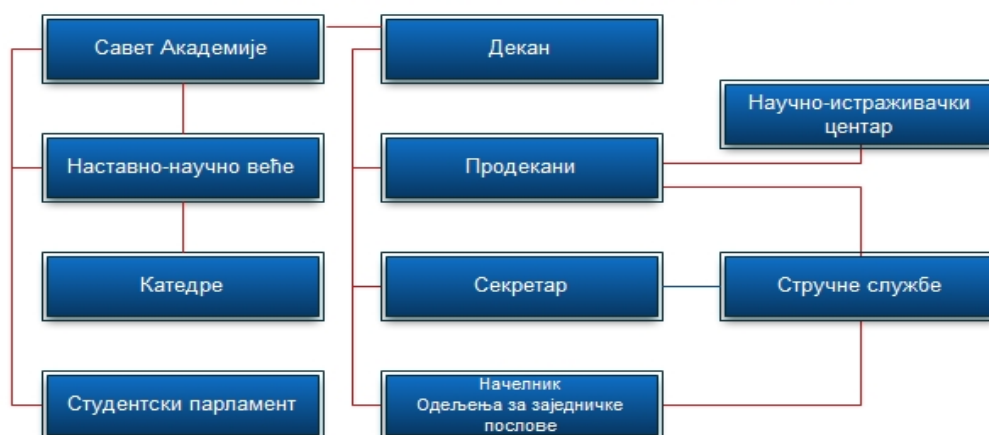 Савет Академије
Декан
Научно-истраживачки
центар
Наставно-научно веће
Продекани
Катедре
Секретар
Стручне службе
Студентски парламент
Начелник
Одељења за заједничке
послове